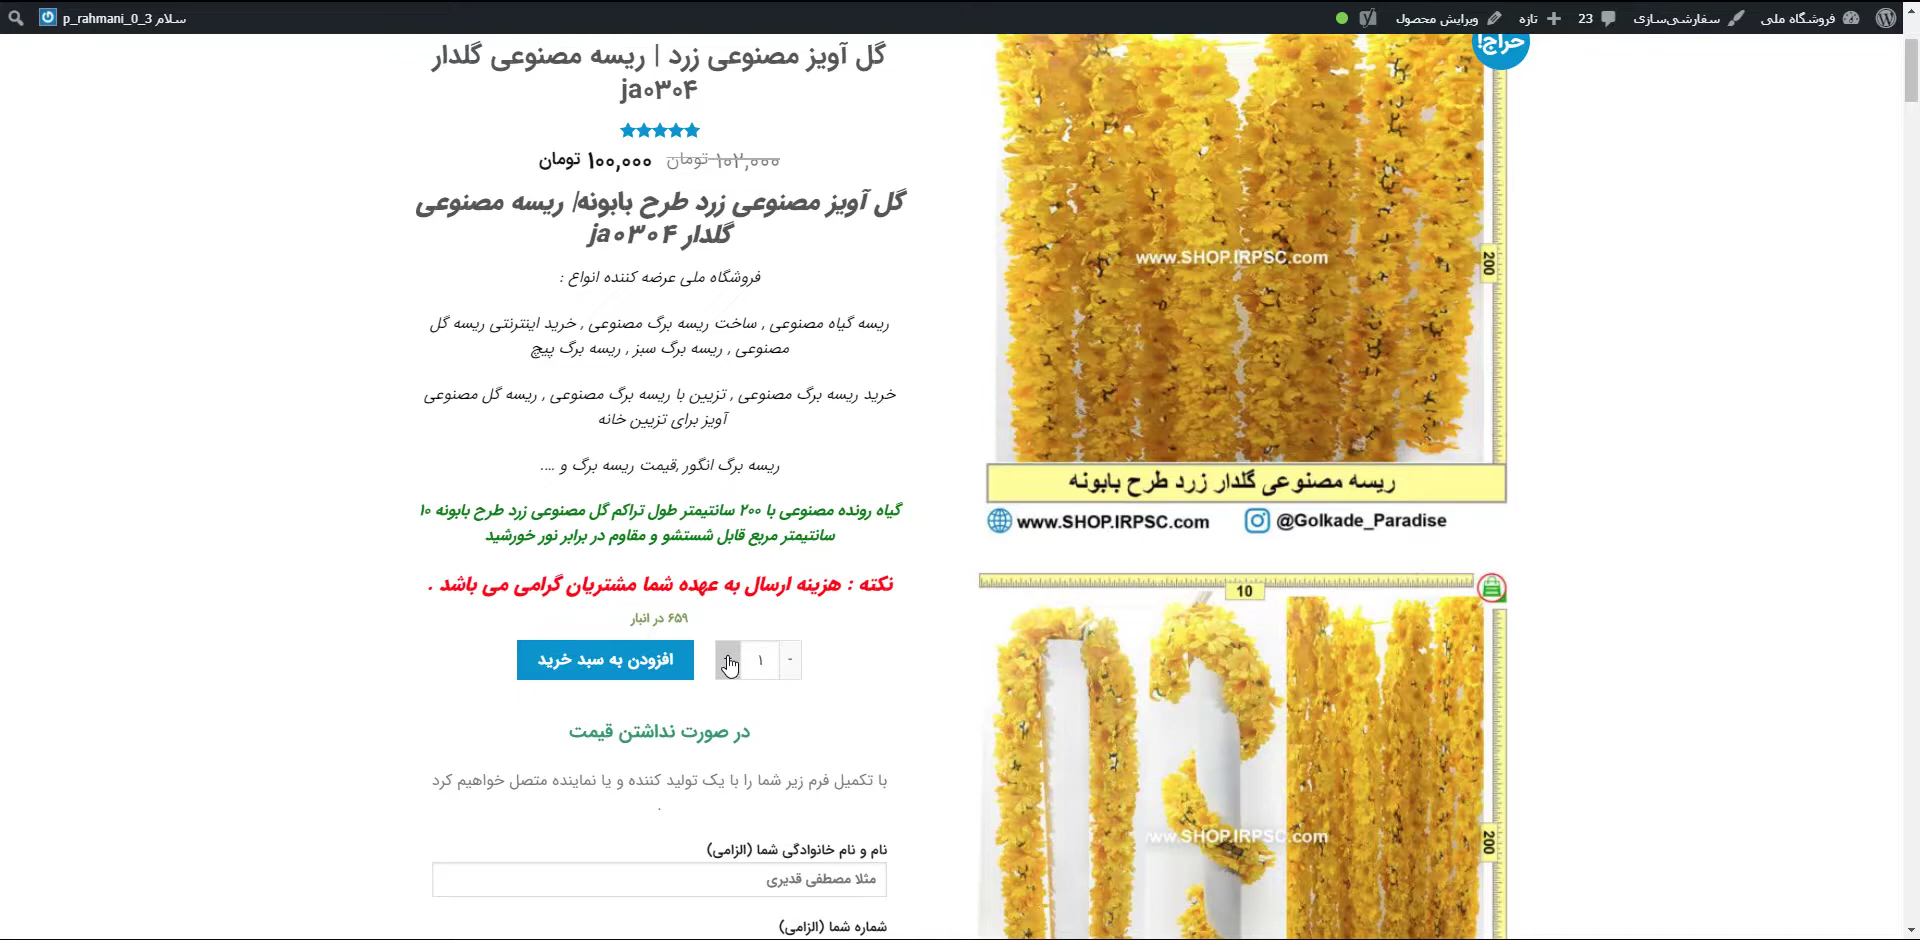 فروشگاه ملی
سفارشی‌سازی
23
تازه
ویرایش محصول
سلام p_rahmani_0_3
حراج!
گل آویز مصنوعی زرد | ریسه مصنوعی گلدار
ja۰۳۰۴
۱۰۲,۰۰۰ تومان ۱۰۰,۰۰۰ تومان
گل آویز مصنوعی زرد طرح بابونه| ریسه مصنوعی
گلدار ja۰۳۰۴
فروشگاه ملی عرضه کننده انواع :
ریسه گیاه مصنوعی , ساخت ریسه برگ مصنوعی , خرید اینترنتی ریسه گل
مصنوعی , ریسه برگ سبز , ریسه برگ پیچ
خرید ریسه برگ مصنوعی , تزیین با ریسه برگ مصنوعی , ریسه گل مصنوعی
آویز برای تزیین خانه
ریسه برگ انگور ,قیمت ریسه برگ و ....
گیاه رونده مصنوعی با ۲۰۰ سانتیمتر طول تراکم گل مصنوعی زرد طرح بابونه ۱۰
سانتیمتر مربع قابل شستشو و مقاوم در برابر نور خورشید
نکته : هزینه ارسال به عهده شما مشتریان گرامی می باشد .
۶۵۹ در انبار
- ۱
افزودن به سبد خرید
در صورت نداشتن قیمت
با تکمیل فرم زیر شما را با یک تولید کننده و یا نماینده متصل خواهیم کرد
.
نام و نام خانوادگی شما (الزامی)
مثلا مصطفی قدیری
شماره شما (الزامی)
www.SHOP.IRPSC.com
200
ریسه مصنوعی گلدار زرد طرح بابونه
www.SHOP.IRPSC.com @Golkade_Paradise
10
www.SHOP.IRPSC.com
200